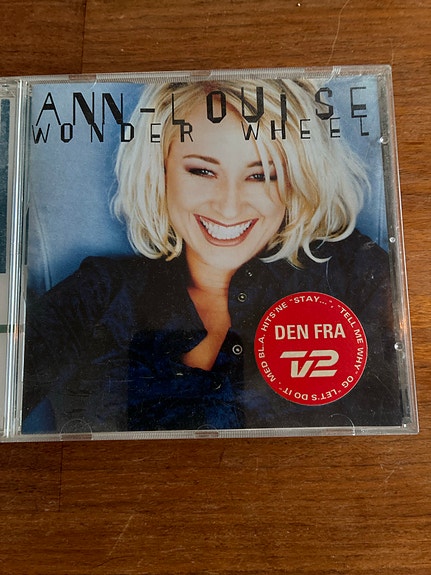 ANN-LOUISE
WONDER WHEEL
DEN FRA
TV2
MED BL.A. HITS'NE "STAY...", "TELL ME WHY" OG "LET'S DO IT"